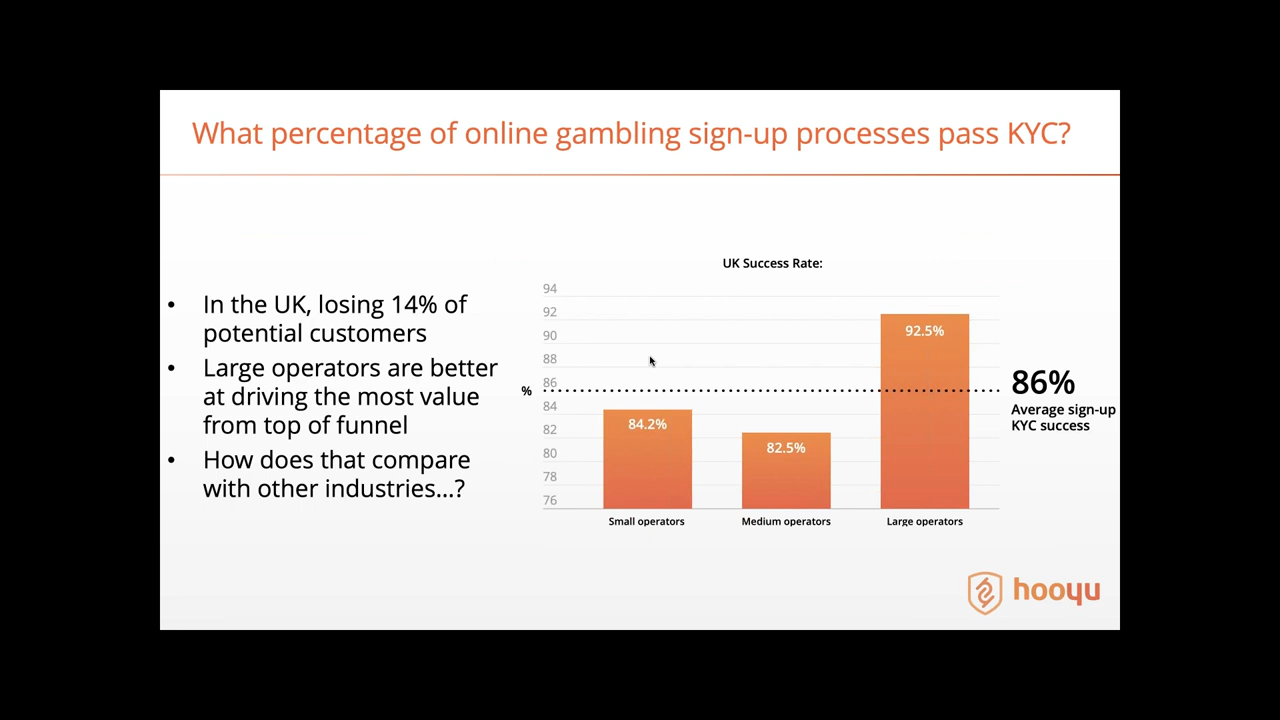 What percentage of online gambling sign-up processes pass KYC?
• In the UK, losing 14% of
potential customers
• Large operators are better
at driving the most value
from top of funnel
• How does that compare
with other industries...?
UK Success Rate:
94
92
90
88
86
84
82
80
78
76
%
84.2%
82.5%
92.5%
Small operators
Medium operators
Large operators
86%
Average sign-up
KYC success
hooyu